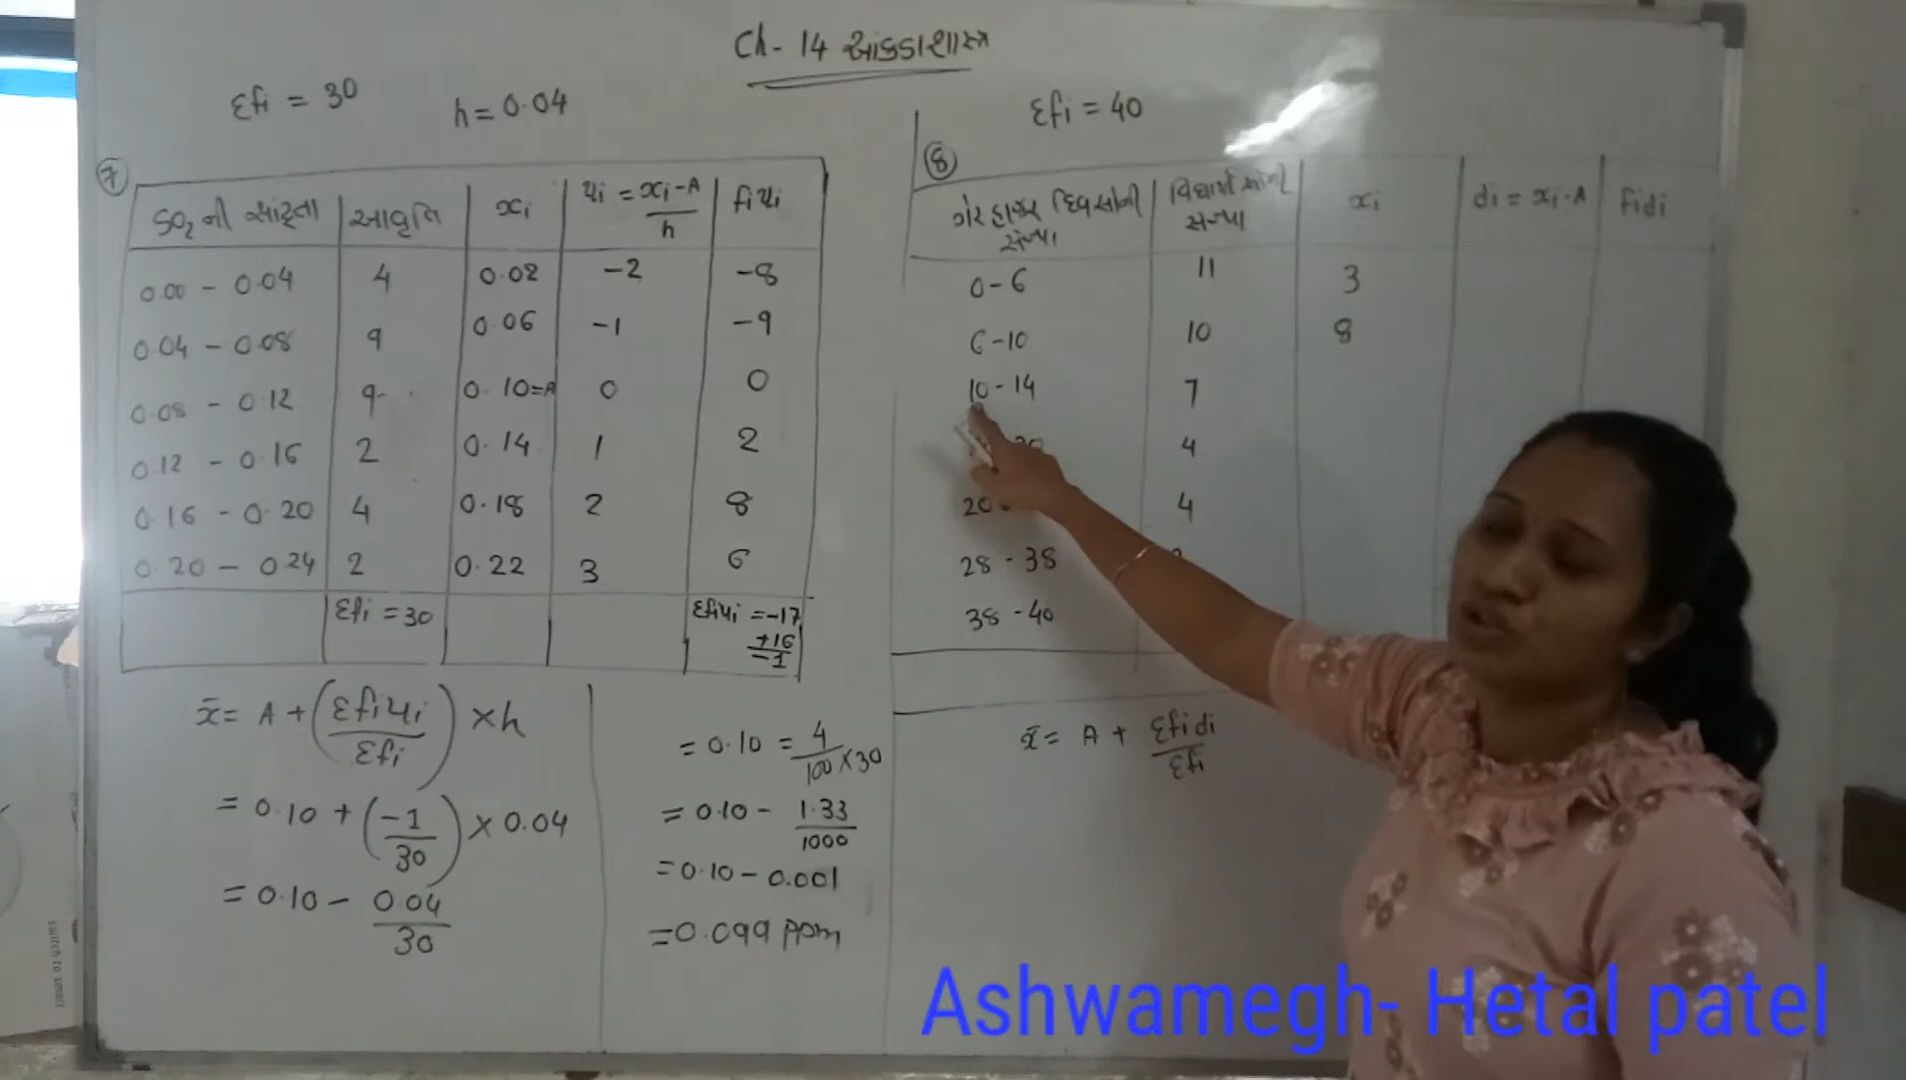 Ch- 14 આંકડાશાસ્ત્ર
Σfi = 30 h = 0.04
7
SO2 ની સાંદ્રતા આવૃત્તિ xi ui = xi-A / h fiui
0.00 - 0.04 4 0.02 -2 -8
0.04 - 0.08 9 0.06 -1 -9
0.08 - 0.12 9 0.10=A 0 0
0.12 - 0.16 2 0.14 1 2
0.16 - 0.20 4 0.18 2 8
0.20 - 0.24 2 0.22 3 6
Σfi = 30 Σfiui = -17
+16
-1
x̄ = A + (Σfiui / Σfi) × h
= 0.10 + (-1 / 30) × 0.04
= 0.10 - 0.04 / 30
= 0.10 = 4 / 100 × 30
= 0.10 - 1.33 / 1000
= 0.10 - 0.001
= 0.099 PPm
Σfi = 40
8
ગેરહાજર દિવસોની સંખ્યા વિદ્યાર્થીઓની સંખ્યા xi di = xi-A fidi
0-6 11 3
6-10 10 8
10-14 7
4
20 4
28 - 38
38 - 40
x̄ = A + Σfidi / Σfi
Ashwamegh- Hetal patel